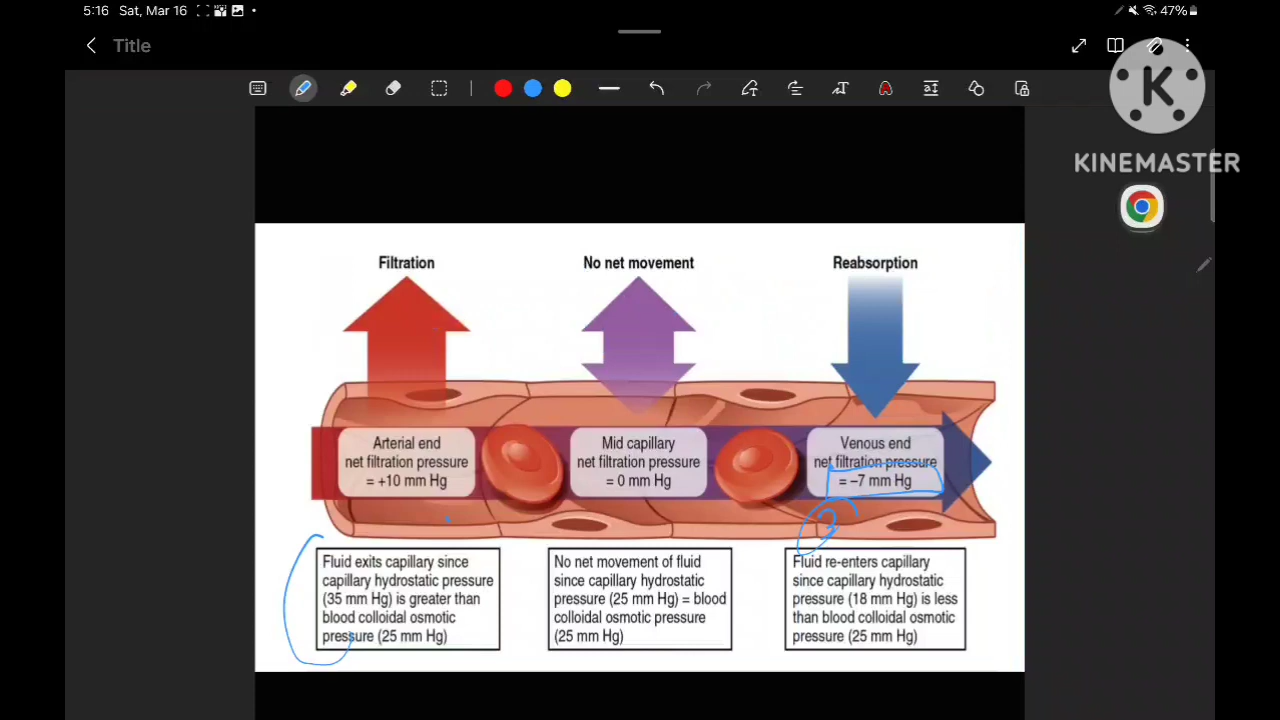 5:16 Sat, Mar 16
47%
Title
KINEMASTER
Filtration
No net movement
Reabsorption
Arterial end
net filtration pressure
= +10 mm Hg
Mid capillary
net filtration pressure
= 0 mm Hg
Venous end
net filtration pressure
= –7 mm Hg
Fluid exits capillary since
capillary hydrostatic pressure
(35 mm Hg) is greater than
blood colloidal osmotic
pressure (25 mm Hg)
No net movement of fluid
since capillary hydrostatic
pressure (25 mm Hg) = blood
colloidal osmotic pressure
(25 mm Hg)
Fluid re-enters capillary
since capillary hydrostatic
pressure (18 mm Hg) is less
than blood colloidal osmotic
pressure (25 mm Hg)